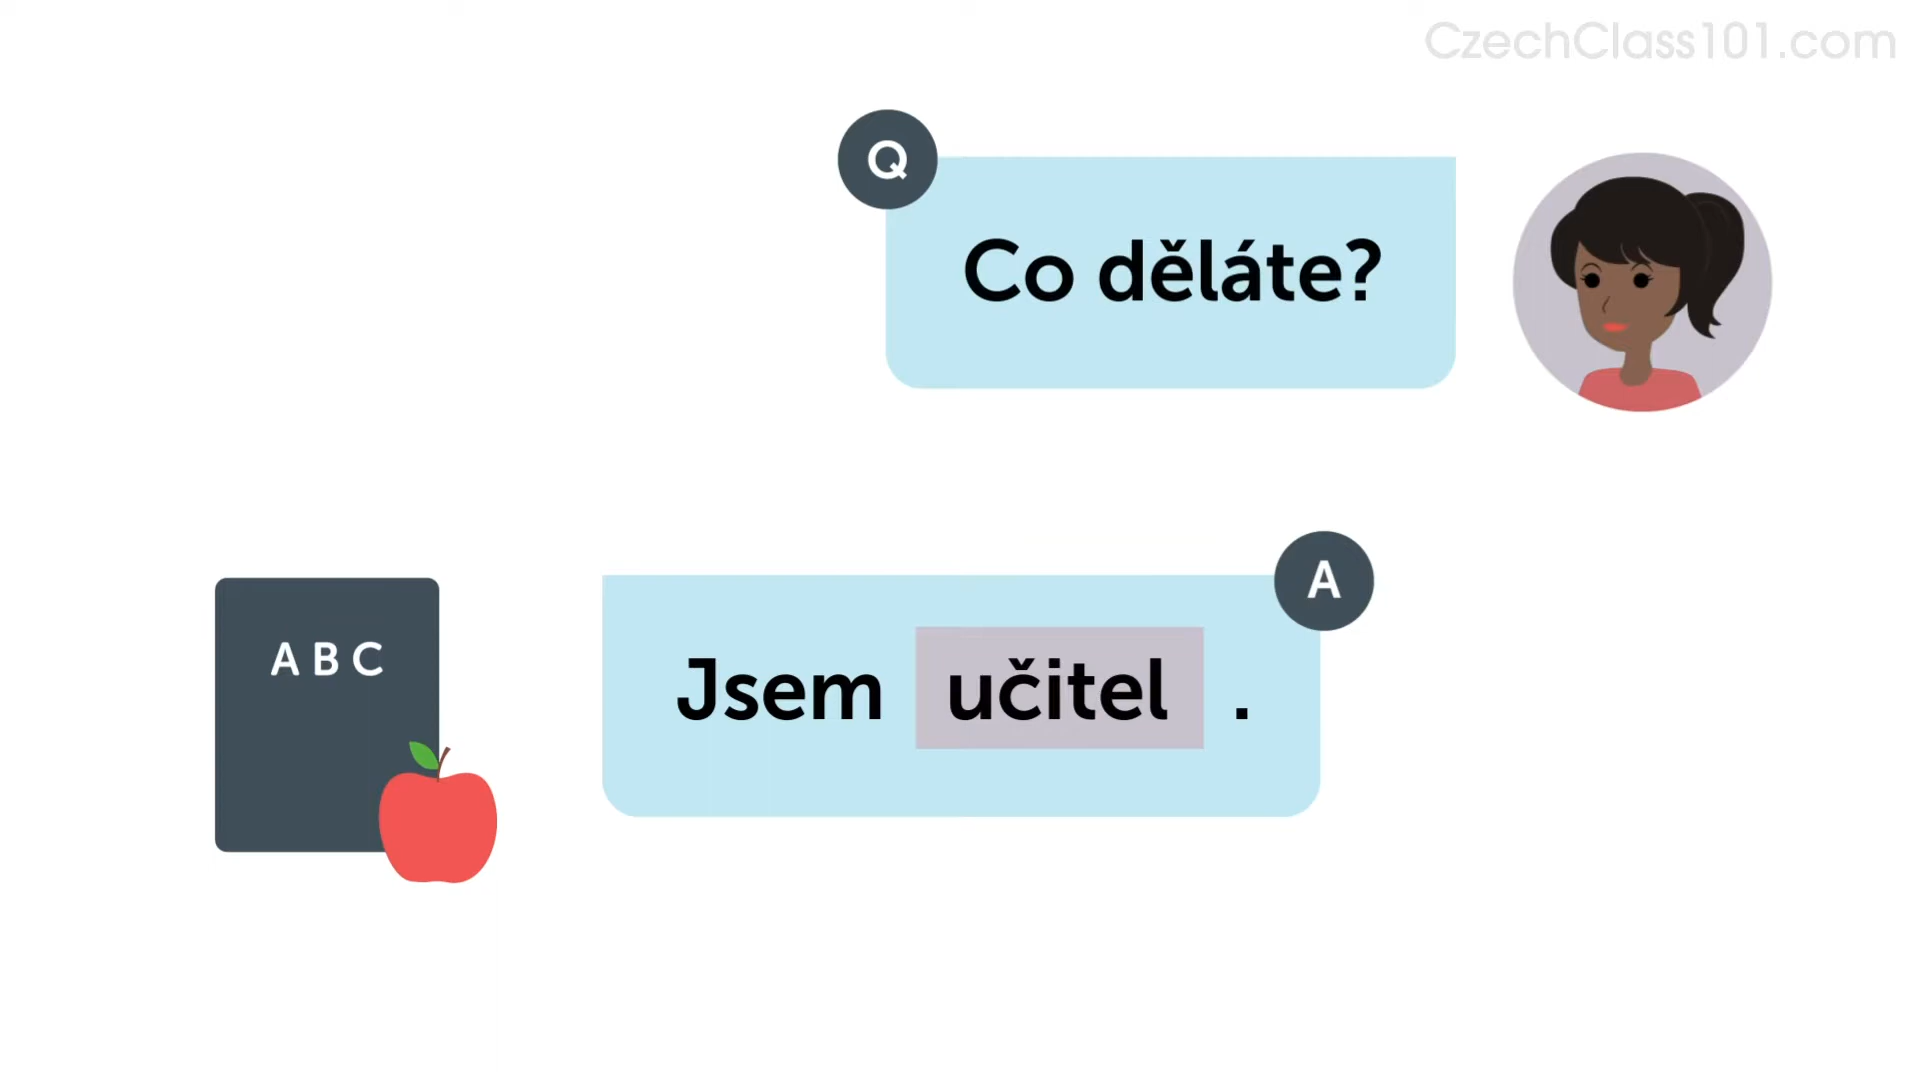 CzechClass101.com
Q
Co děláte?
A
Jsem učitel .
A B C